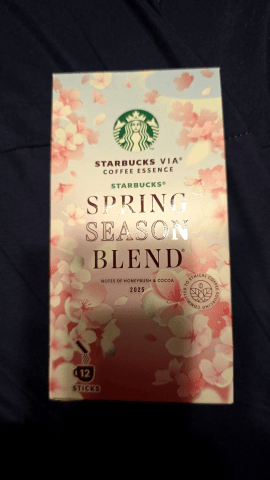 STARBUCKS VIA®
COFFEE ESSENCE
STARBUCKS®
SPRING
SEASON
BLEND®
NOTES OF HONEYBUSH & COCOA
2025
12
STICKS